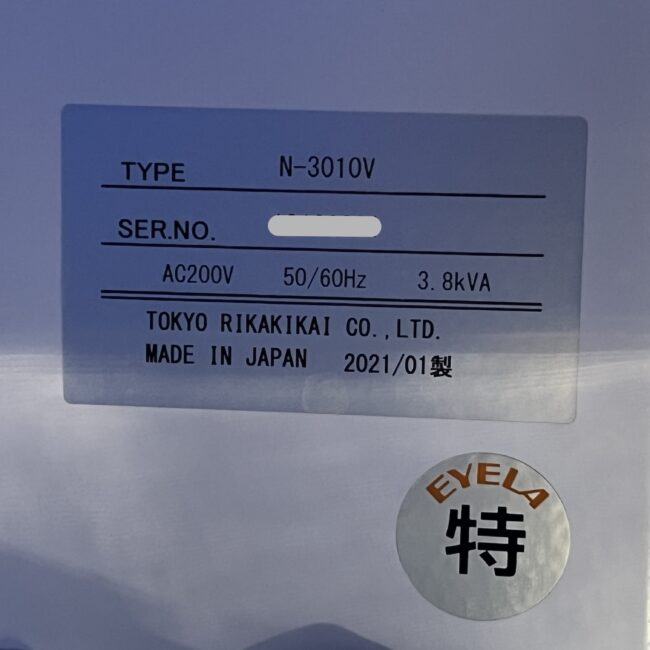 TYPE N-3010V
SER.NO.
AC200V 50/60Hz 3.8kVA
TOKYO RIKAKIKAI CO.,LTD.
MADE IN JAPAN 2021/01製
EYELA
特